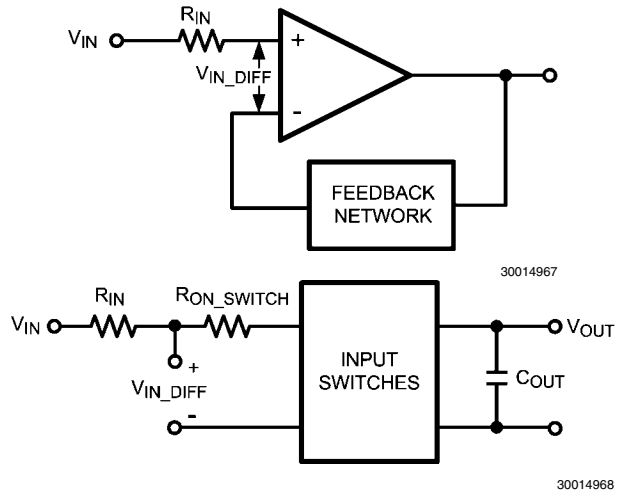 RIN
VIN
+
VIN_DIFF
-
FEEDBACK
NETWORK
30014967
RIN
RON_SWITCH
VIN
VOUT
+
INPUT
SWITCHES
COUT
VIN_DIFF
-
30014968